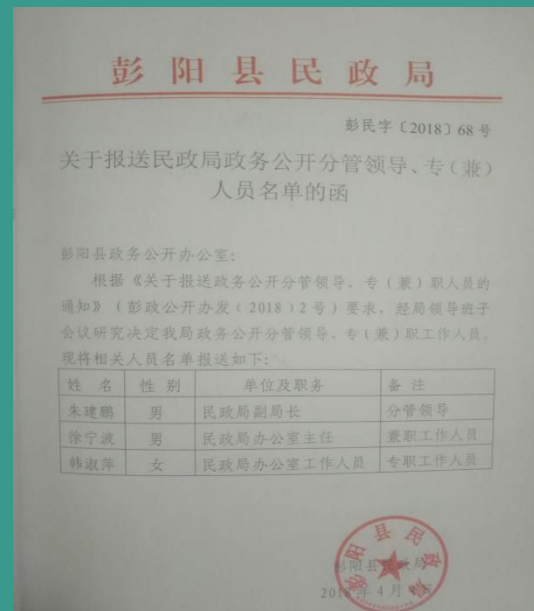 彭阳县民政局
彭民字〔2018〕68号
关于报送民政局政务公开分管领导、专（兼）
人员名单的函
彭阳县政务公开办公室：
根据《关于报送政务公开分管领导、专（兼）职人员的
通知》（彭政公开办发（2018）2号）要求，经局领导班子
会议研究决定我局政务公开分管领导、专（兼）职工作人员，
现将相关人员名单报送如下：
姓 名 性 别 单位及职务 备 注
朱建鹏 男 民政局副局长 分管领导
徐宁波 男 民政局办公室主任 兼职工作人员
韩淑萍 女 民政局办公室工作人员 专职工作人员
彭阳县民政局
2018年4月 日